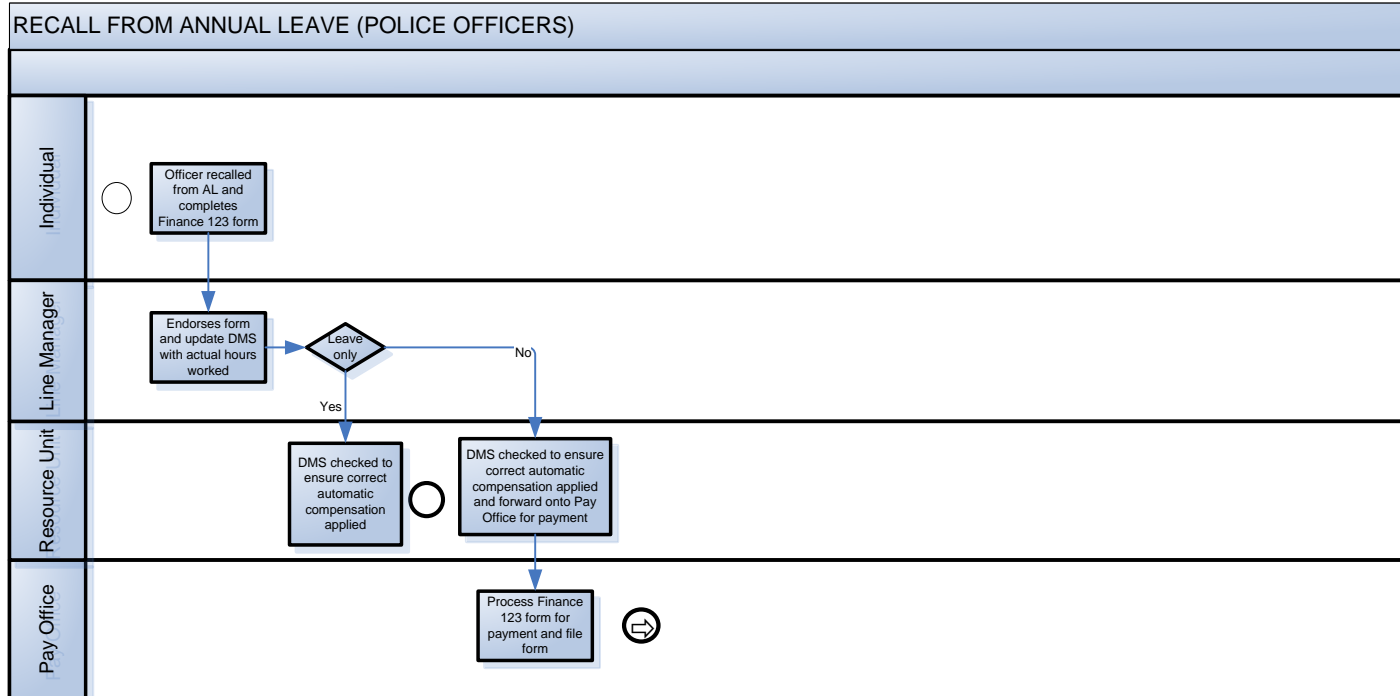 RECALL FROM ANNUAL LEAVE (POLICE OFFICERS)
Individual
Officer recalled
from AL and
completes
Finance 123 form
Line Manager
Endorses form
and update DMS
with actual hours
worked
Leave
only
No
Yes
Resource Unit
DMS checked to
ensure correct
automatic
compensation
applied
DMS checked to ensure
correct automatic
compensation applied
and forward onto Pay
Office for payment
Pay Office
Process Finance
123 form for
payment and file
form